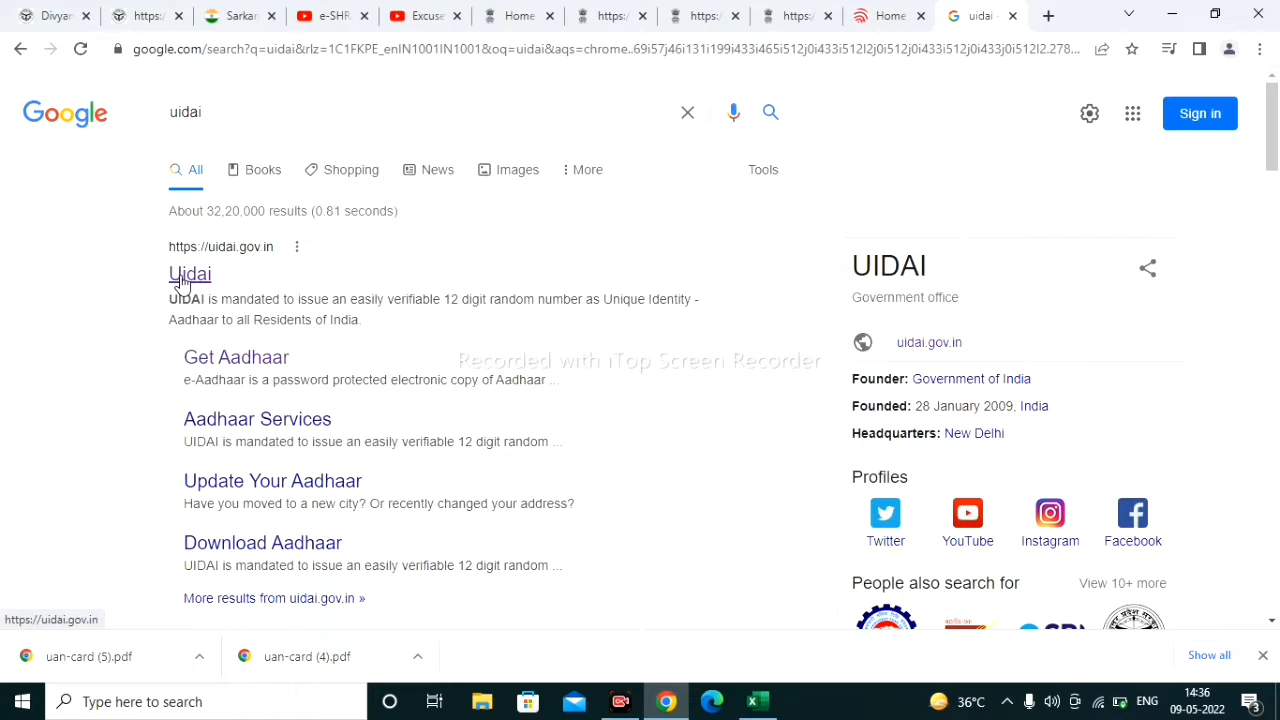 Divyan
https:/
Sarkar
e-SHR
Excuse
Home
https:/
https:/
https:/
Home
uidai
google.com/search?q=uidai&rlz=1C1FKPE_enIN1001IN1001&oq=uidai&aqs=chrome..69i57j46i131i199i433i465i512j0i433i512l2j0i512j0i433i512j0i433j0i512l2.278...
Google
uidai
Sign in
All
Books
Shopping
News
Images
More
Tools
About 32,20,000 results (0.81 seconds)
https://uidai.gov.in
Uidai
UIDAI is mandated to issue an easily verifiable 12 digit random number as Unique Identity -
Aadhaar to all Residents of India.
Get Aadhaar
e-Aadhaar is a password protected electronic copy of Aadhaar ...
Aadhaar Services
UIDAI is mandated to issue an easily verifiable 12 digit random ...
Update Your Aadhaar
Have you moved to a new city? Or recently changed your address?
Download Aadhaar
UIDAI is mandated to issue an easily verifiable 12 digit random ...
More results from uidai.gov.in »
UIDAI
Government office
uidai.gov.in
Founder: Government of India
Founded: 28 January 2009, India
Headquarters: New Delhi
Profiles
Twitter
YouTube
Instagram
Facebook
People also search for
View 10+ more
Recorded with iTop Screen Recorder
https://uidai.gov.in
uan-card (5).pdf
uan-card (4).pdf
Show all
Type here to search
36°C
ENG
14:36
09-05-2022
3